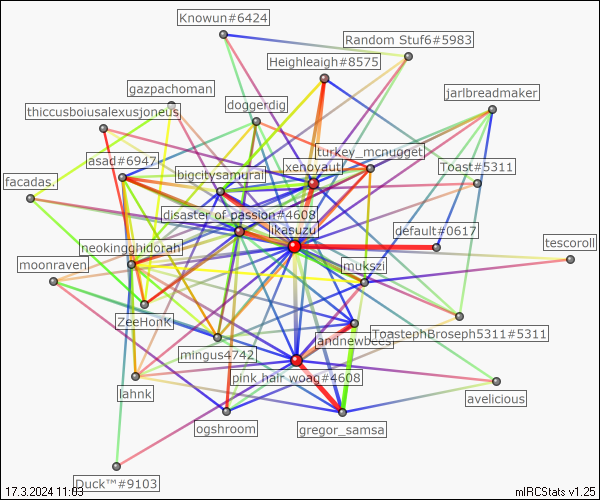 Knowun#6424
Random Stuf6#5983
Heighleaigh#8575
gazpachoman
jarlbreadmaker
doggerdig
thiccusboiusalexusjoneus
turkey_mcnugget
asad#6947
xenoyaut
Toast#5311
bigcitysamurai
facadas.
disaster of passion#4608
ikasuzu
default#0617
neokingghidorah
tescoroll
moonraven
mukszi
ZeeHonK
ToastephBroseph5311#5311
andnewbees
mingus4742
pink hair woag#4608
lahnk
avelicious
ogshroom
gregor_samsa
Duck™#9103
17.3.2024 11:03
mIRCStats v1.25